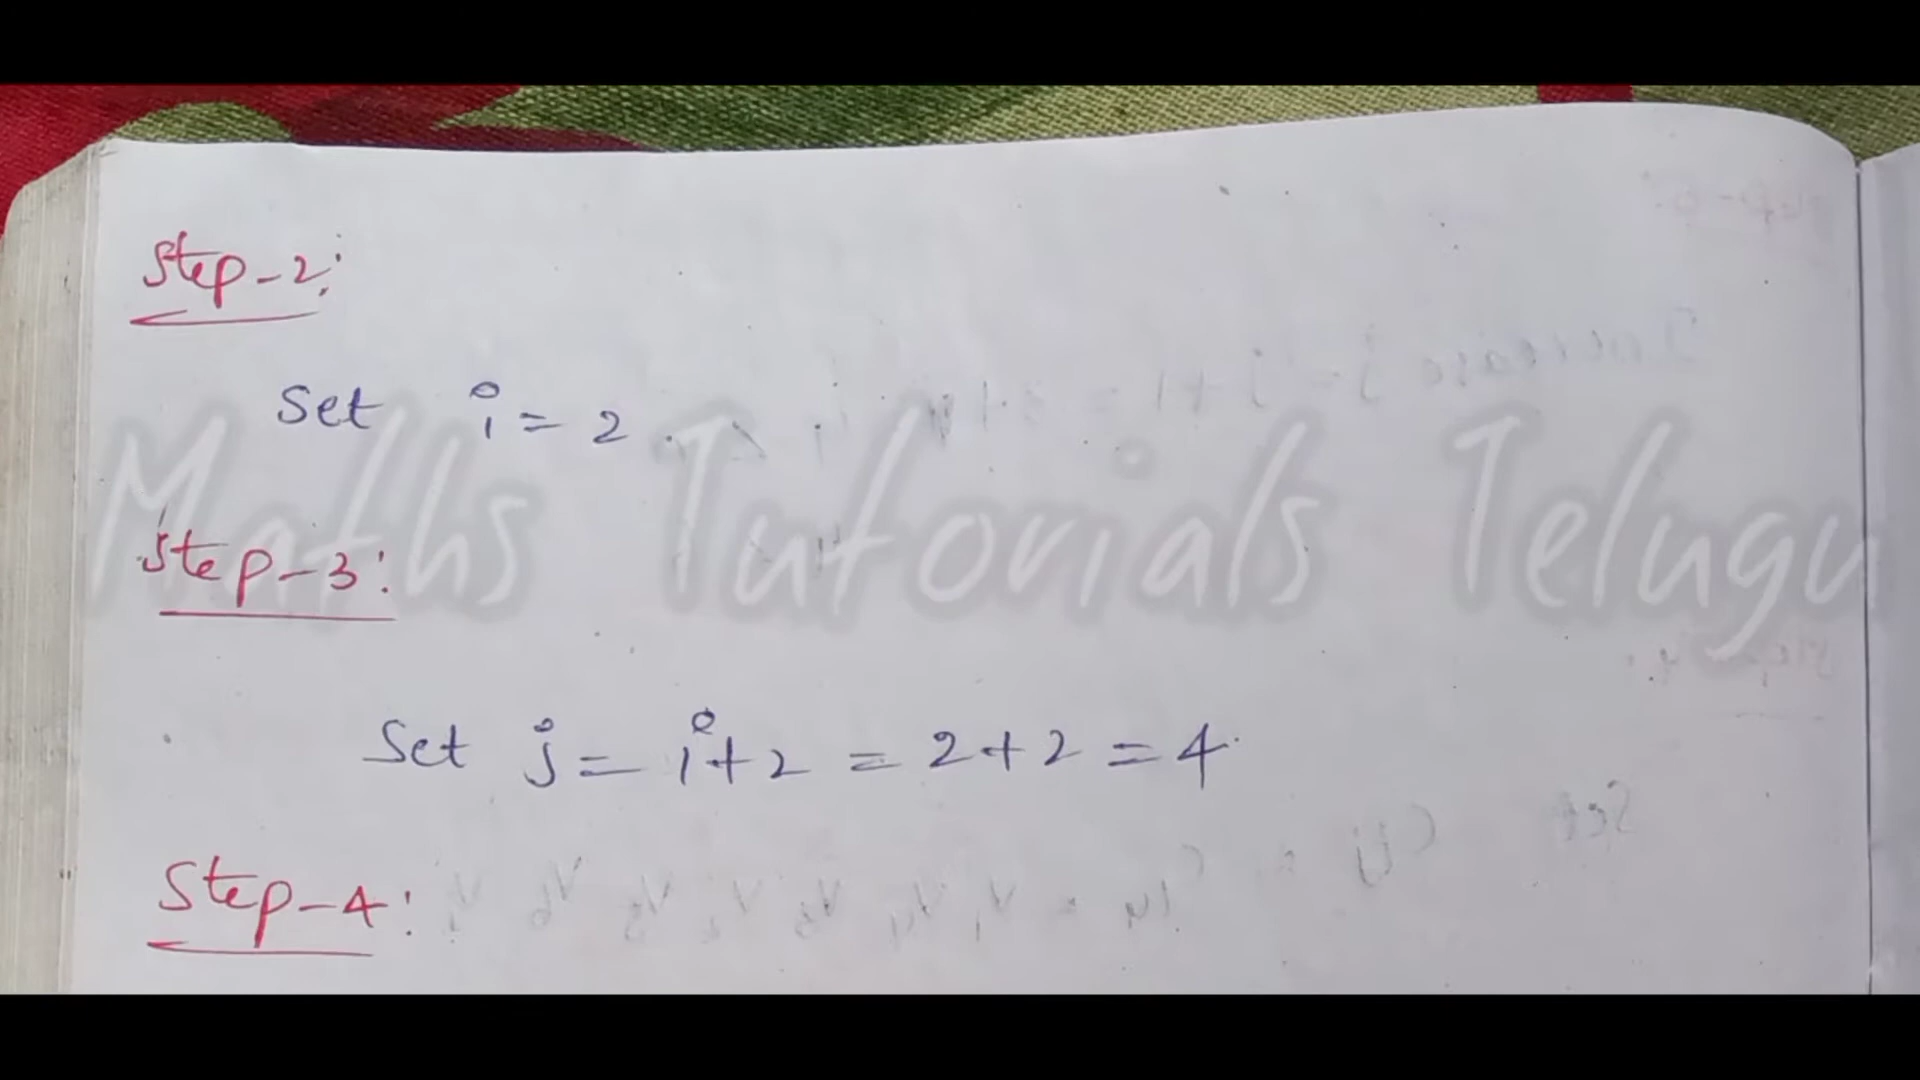 Step-2:
Set i = 2
Step-3:
Set j = i+2 = 2+2 = 4.
Step-4:
Maths Tutorials Telugu